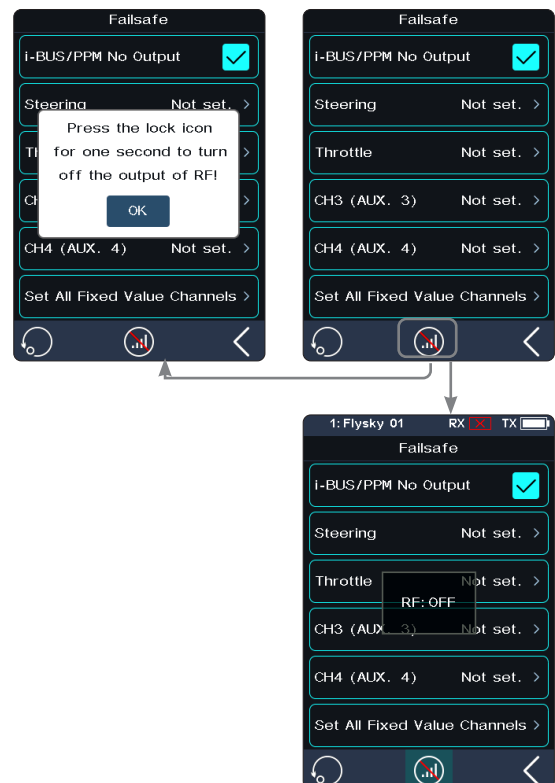 Failsafe
i-BUS/PPM No Output
Steering Not set. >
Press the lock icon
for one second to turn
off the output of RF!
OK
CH4 (AUX. 4) Not set. >
Set All Fixed Value Channels >
Failsafe
i-BUS/PPM No Output
Steering Not set. >
Throttle Not set. >
CH3 (AUX. 3) Not set. >
CH4 (AUX. 4) Not set. >
Set All Fixed Value Channels >
1: Flysky 01 RX TX
Failsafe
i-BUS/PPM No Output
Steering Not set. >
Throttle Not set. >
RF: OFF
CH3 (AUX. 3) Not set. >
CH4 (AUX. 4) Not set. >
Set All Fixed Value Channels >